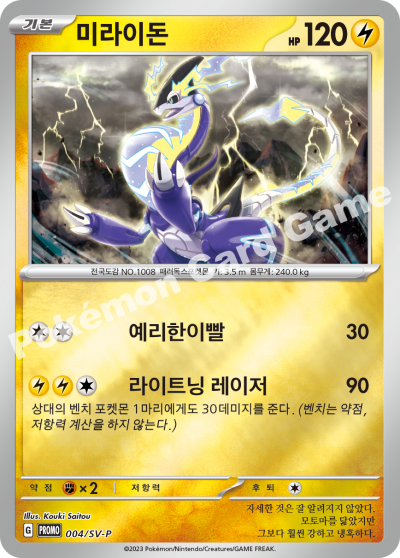 기본 미라이돈 HP 120
전국도감 NO.1008 패러독스포켓몬 키: 3.5 m 몸무게: 240.0 kg
Pokémon Card Game
예리한이빨 30
라이트닝 레이저 90
상대의 벤치 포켓몬 1마리에게도 30데미지를 준다. (벤치는 약점,
저항력 계산을 하지 않는다.)
약점 ×2 저항력 후퇴
Illus. Kouki Saitou
G PROMO 004/SV-P
자세한 것은 잘 알려지지 않았다.
모토마를 닮았지만
그보다 훨씬 강하고 냉혹하다.
©2023 Pokémon/Nintendo/Creatures/GAME FREAK.